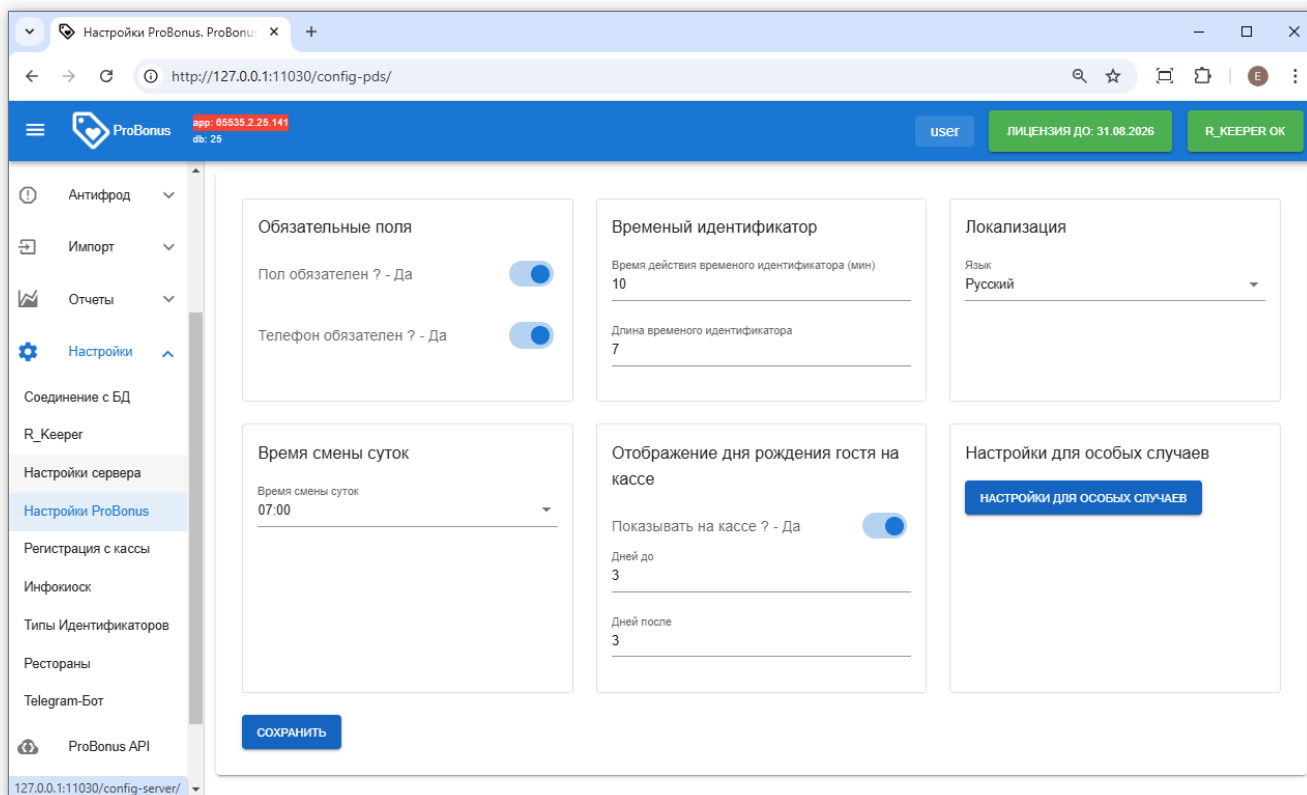 Настройки ProBonus. ProBonus
http://127.0.0.1:11030/config-pds/
E
ProBonus
app: 65535.2.25.141
db: 25
user
ЛИЦЕНЗИЯ ДО: 31.08.2026
R_KEEPER OK
Антифрод
Импорт
Отчеты
Настройки
Соединение с БД
R_Keeper
Настройки сервера
Настройки ProBonus
Регистрация с кассы
Инфокиоск
Типы Идентификаторов
Рестораны
Telegram-Бот
ProBonus API
127.0.0.1:11030/config-server/
Обязательные поля
Пол обязателен ? - Да
Телефон обязателен ? - Да
Временый идентификатор
Время действия временого идентификатора (мин)
10
Длина временого идентификатора
7
Локализация
Язык
Русский
Время смены суток
Время смены суток
07:00
Отображение дня рождения гостя на
кассе
Показывать на кассе ? - Да
Дней до
3
Дней после
3
Настройки для особых случаев
НАСТРОЙКИ ДЛЯ ОСОБЫХ СЛУЧАЕВ
СОХРАНИТЬ